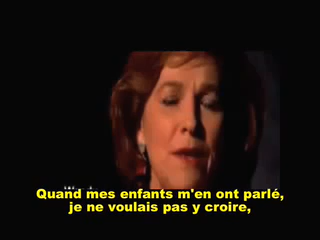 Quand mes enfants m'en ont parlé,
je ne voulais pas y croire,